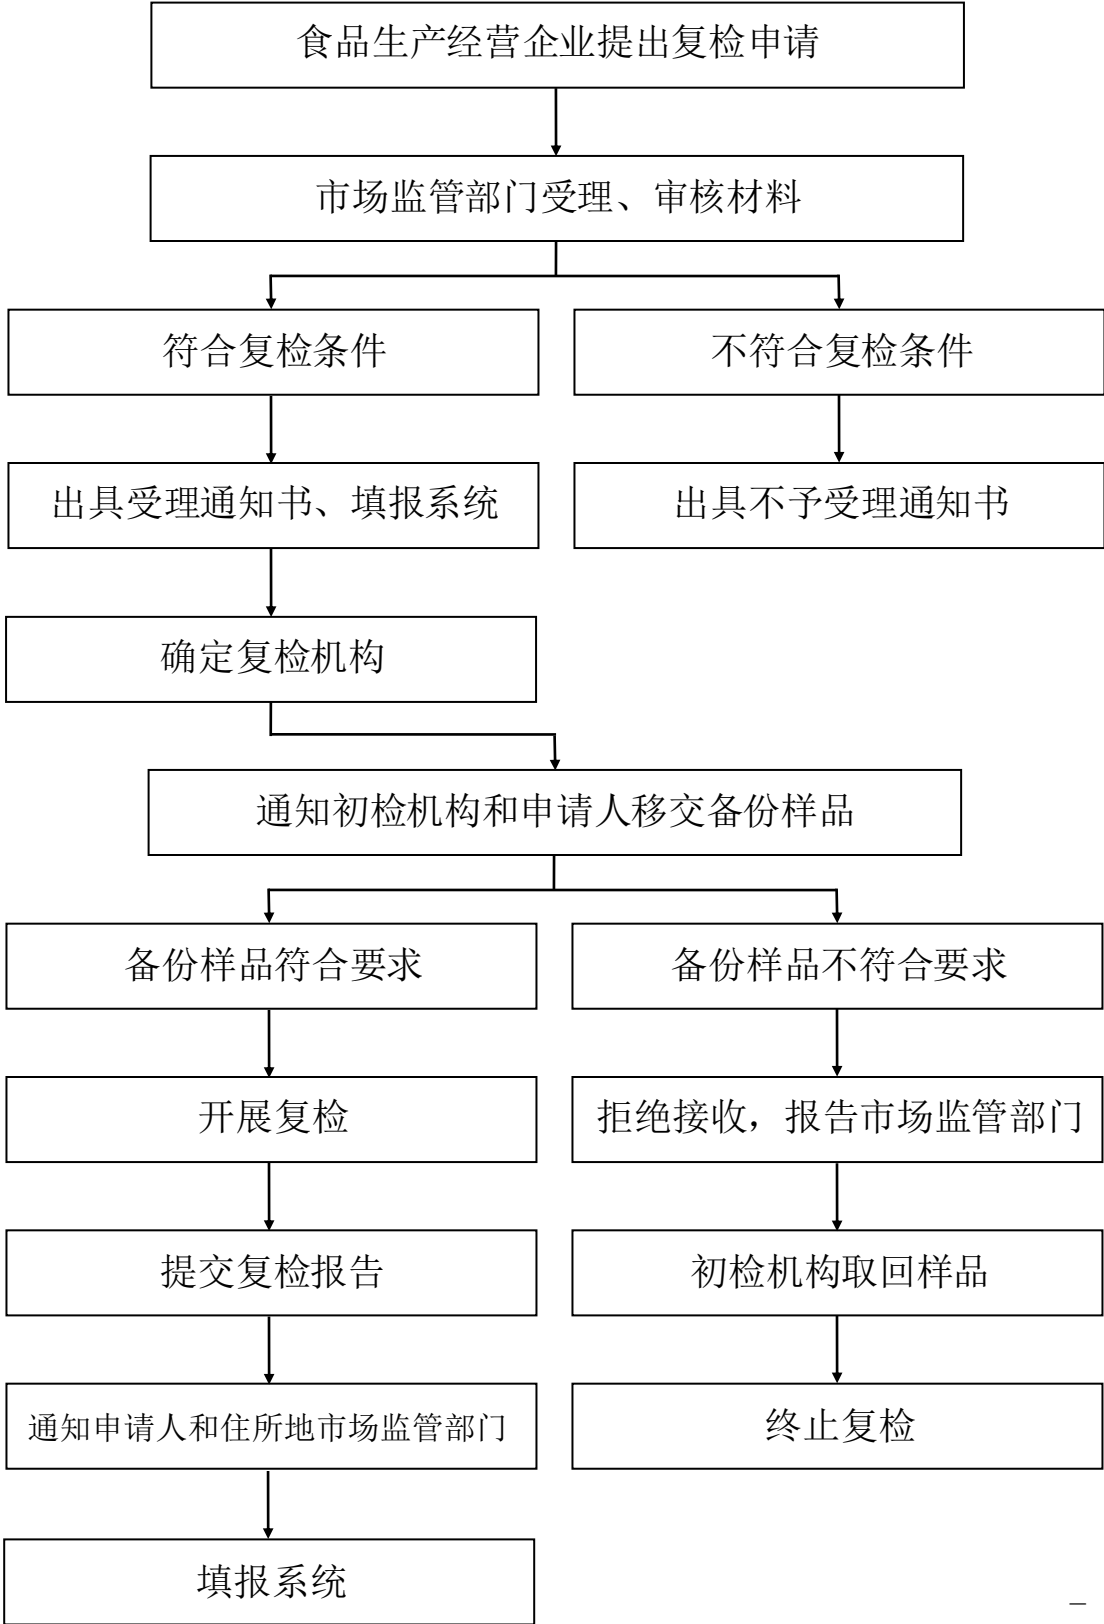 食品生产经营企业提出复检申请
市场监管部门受理、审核材料
符合复检条件
不符合复检条件
出具受理通知书、填报系统
出具不予受理通知书
确定复检机构
通知初检机构和申请人移交备份样品
备份样品符合要求
备份样品不符合要求
开展复检
拒绝接收，报告市场监管部门
提交复检报告
初检机构取回样品
通知申请人和住所地市场监管部门
终止复检
填报系统